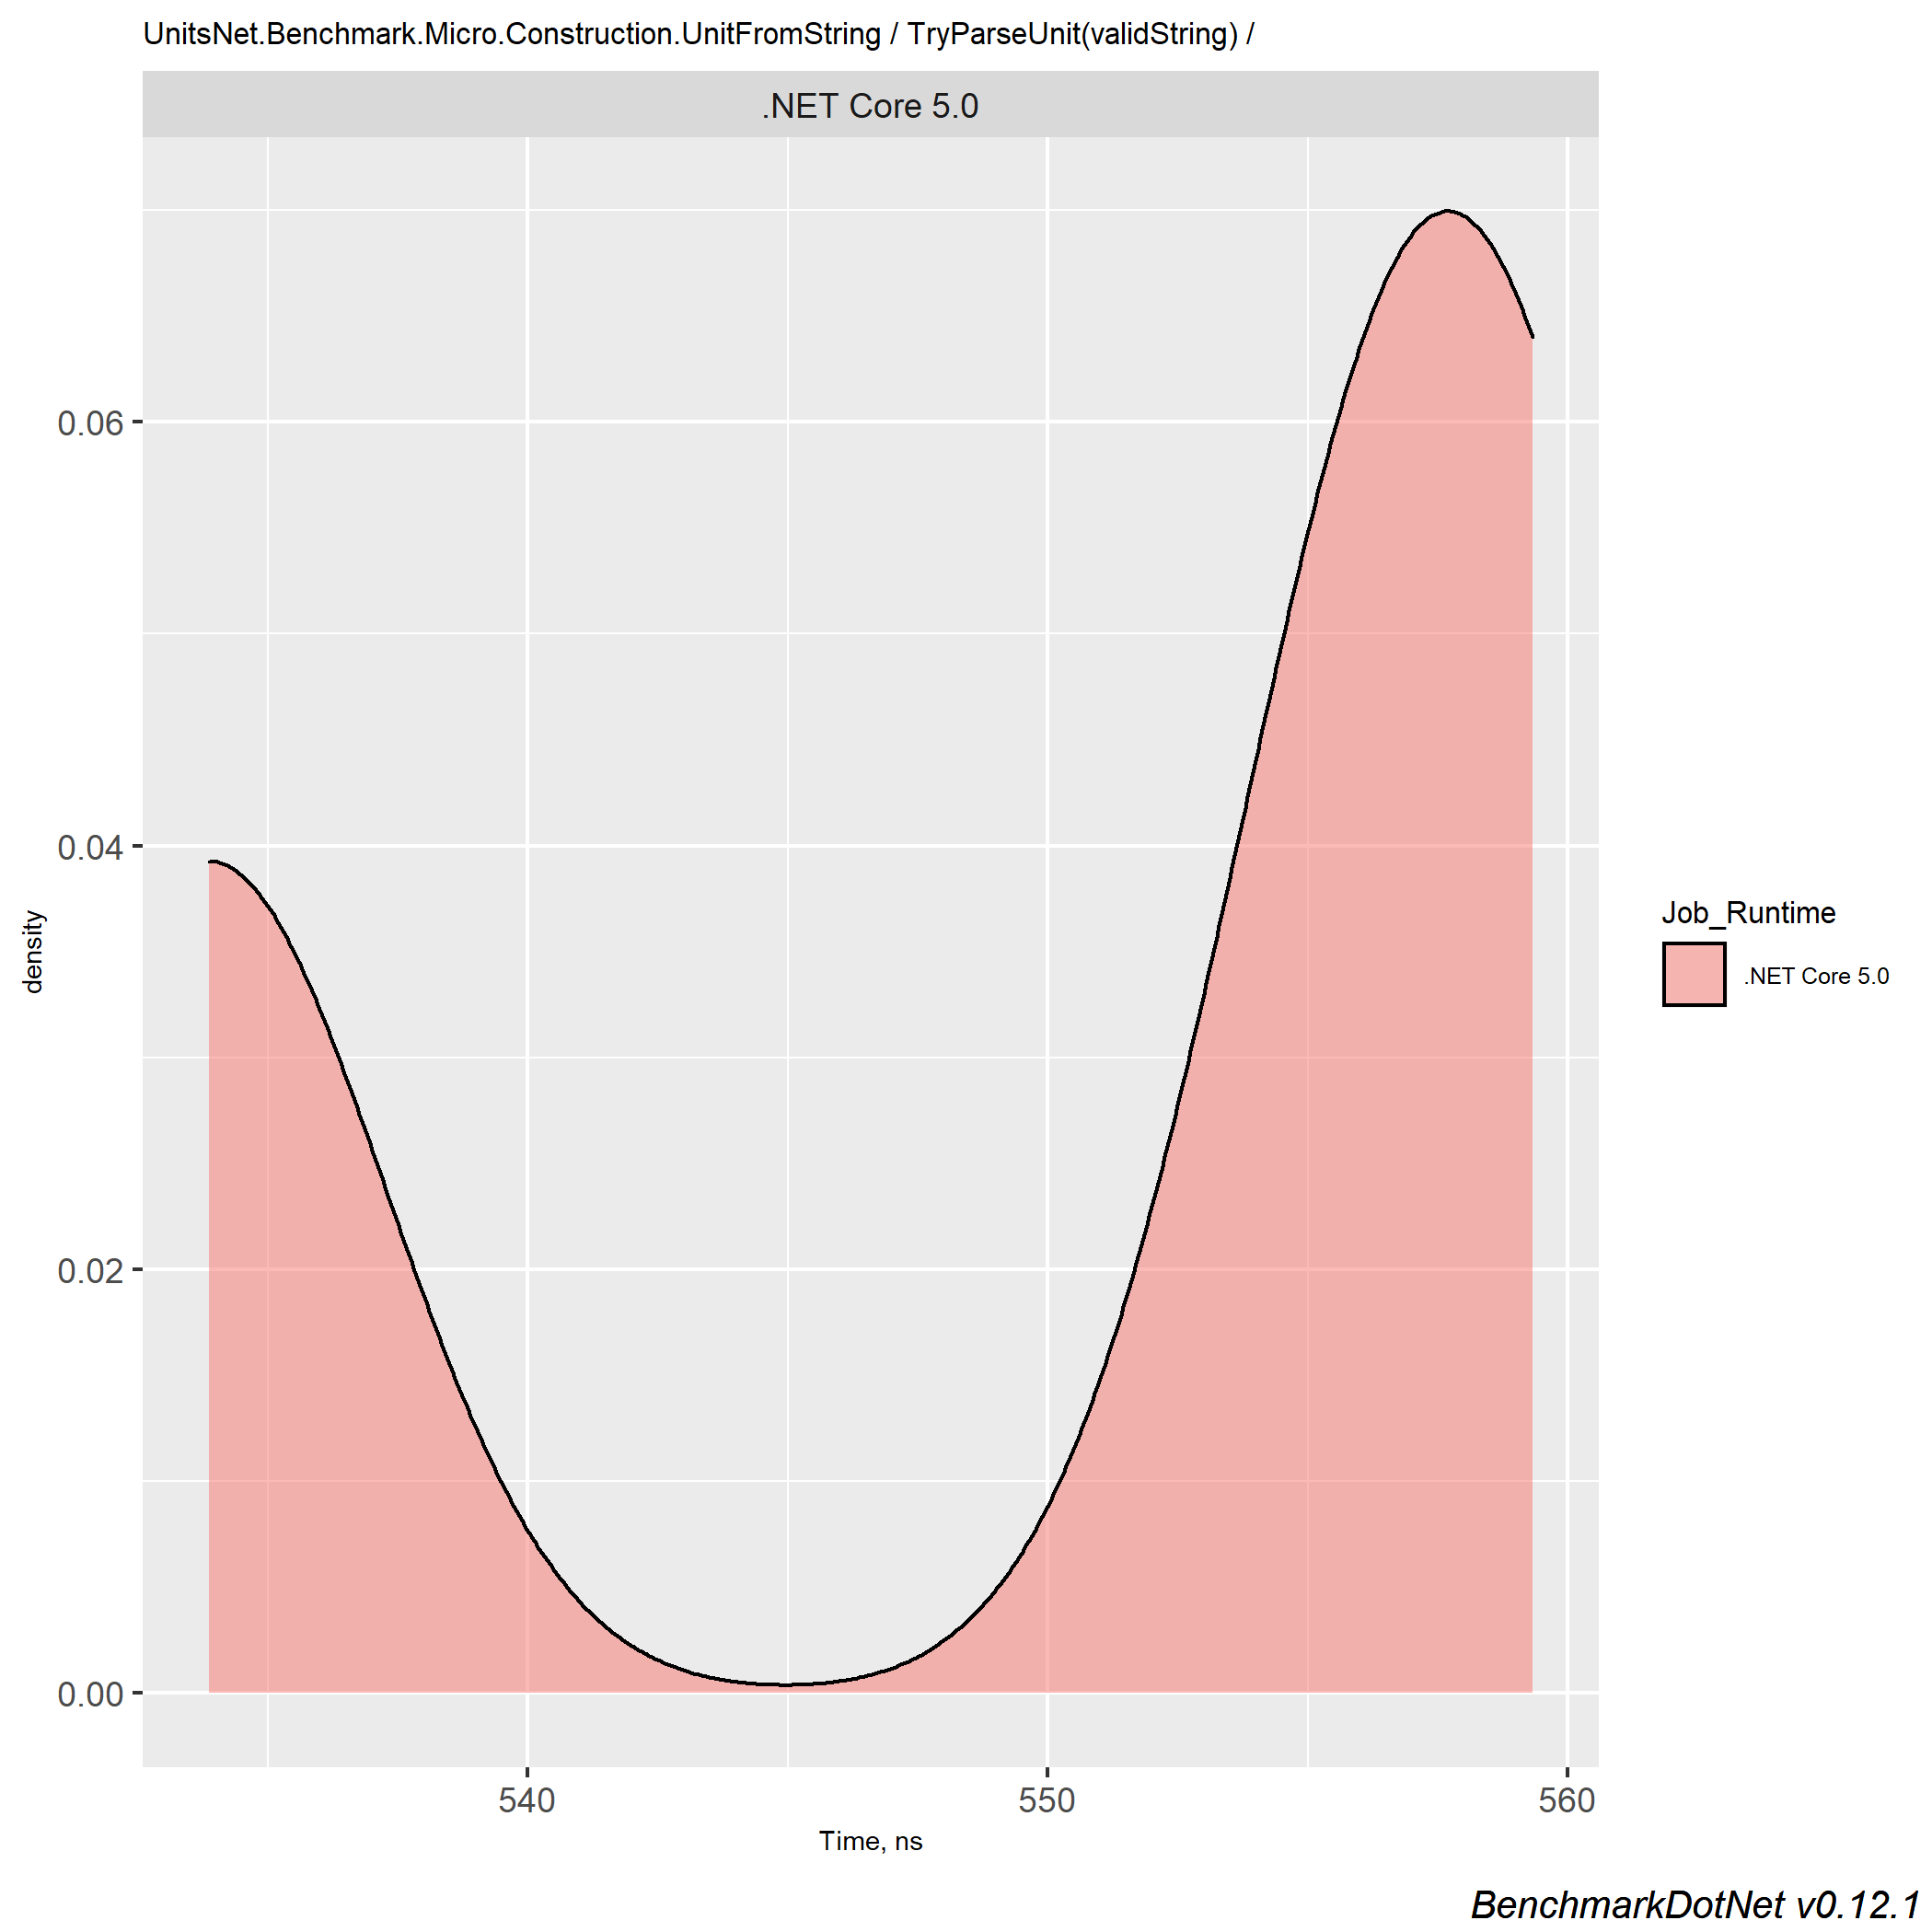 UnitsNet.Benchmark.Micro.Construction.UnitFromString / TryParseUnit(validString) /
.NET Core 5.0
0.06
0.04
0.02
0.00
density
540
550
560
Time, ns
Job_Runtime
.NET Core 5.0
BenchmarkDotNet v0.12.1